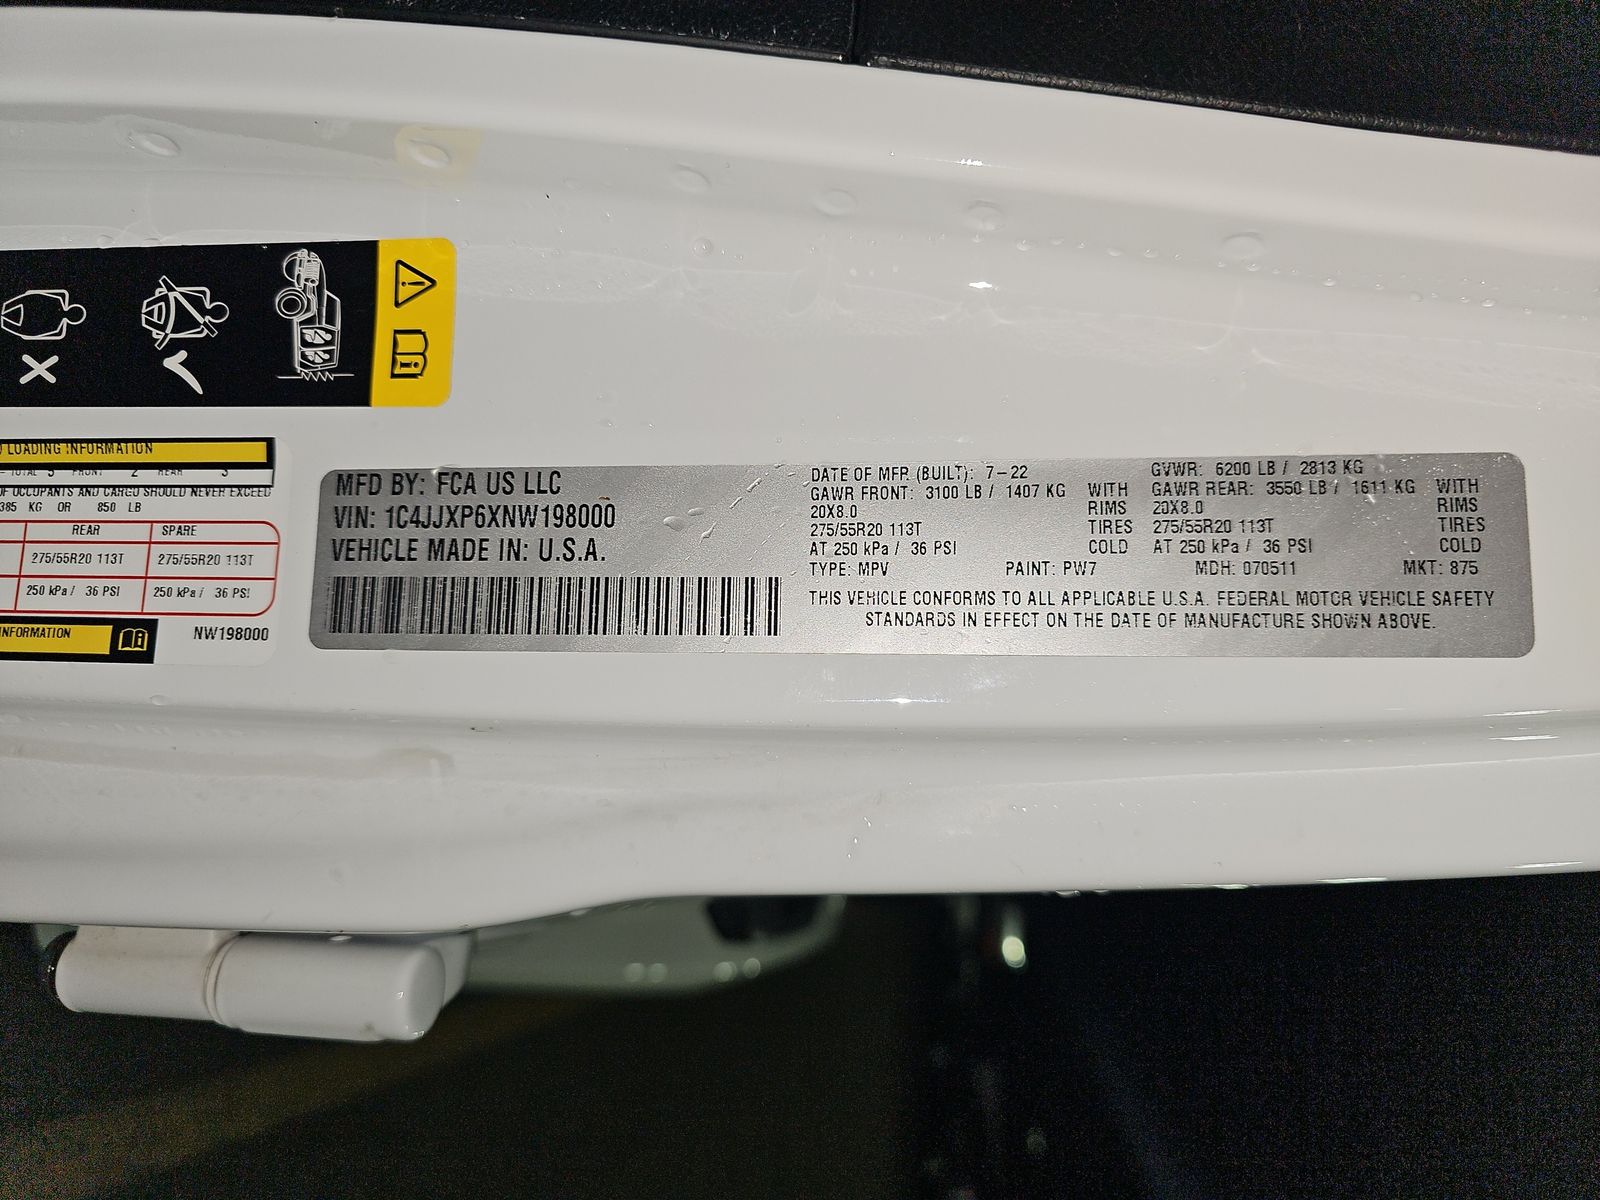 LOADING INFORMATION
TOTAL 5 FRONT 2 REAR 3
OF OCCUPANTS AND CARGO SHOULD NEVER EXCEED
385 KG OR 850 LB
REAR SPARE
275/55R20 113T 275/55R20 113T
250 kPa / 36 PSI 250 kPa / 36 PSI
INFORMATION
NW198000
MFD BY: FCA US LLC
VIN: 1C4JJXP6XNW198000
VEHICLE MADE IN: U.S.A.
DATE OF MFR (BUILT): 7-22 GVWR: 6200 LB / 2813 KG
GAWR FRONT: 3100 LB / 1407 KG WITH GAWR REAR: 3550 LB / 1611 KG WITH
20X8.0 RIMS 20X8.0 RIMS
275/55R20 113T TIRES 275/55R20 113T TIRES
AT 250 kPa / 36 PSI COLD AT 250 kPa / 36 PSI COLD
TYPE: MPV PAINT: PW7 MDH: 070511 MKT: 875
THIS VEHICLE CONFORMS TO ALL APPLICABLE U.S.A. FEDERAL MOTOR VEHICLE SAFETY
STANDARDS IN EFFECT ON THE DATE OF MANUFACTURE SHOWN ABOVE.